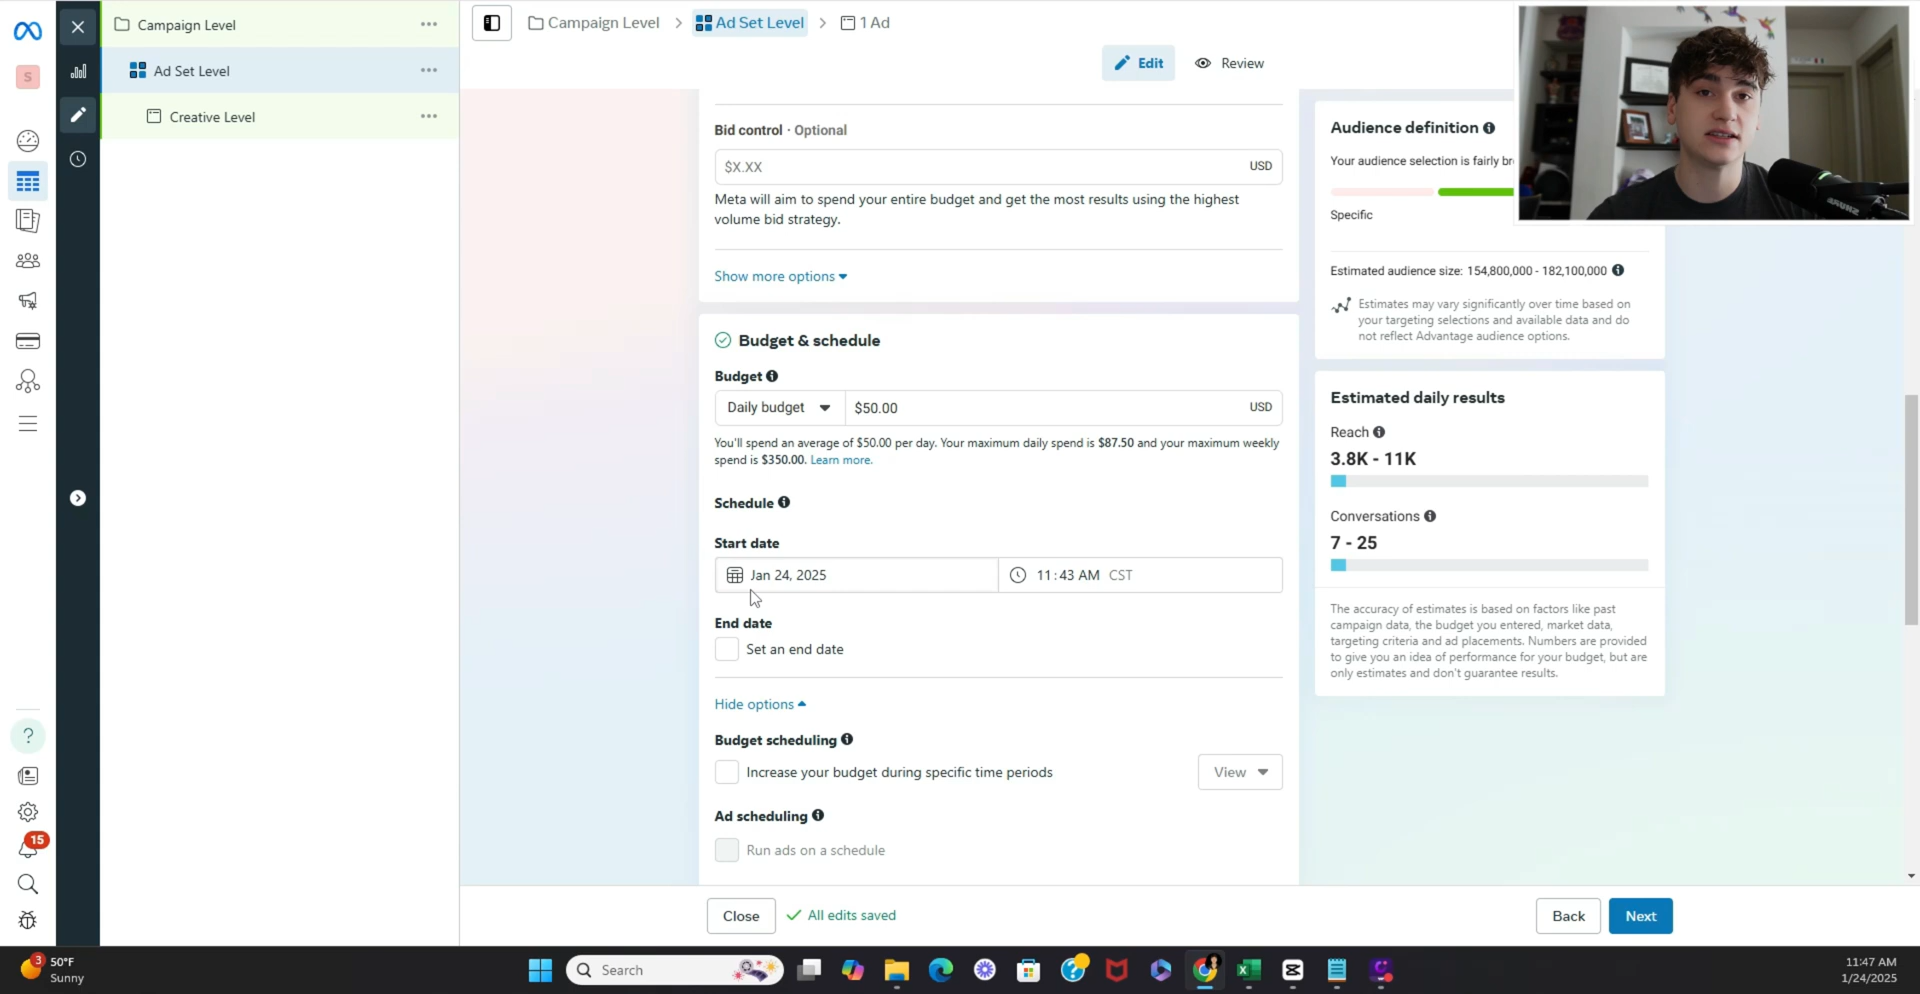 Campaign Level
Ad Set Level
Creative Level
S
15
Campaign Level > Ad Set Level > 1 Ad
Edit
Review
Bid control · Optional
$X.XX
USD
Meta will aim to spend your entire budget and get the most results using the highest
volume bid strategy.
Show more options
Budget & schedule
Budget
Daily budget
$50.00
USD
You'll spend an average of $50.00 per day. Your maximum daily spend is $87.50 and your maximum weekly
spend is $350.00. Learn more.
Schedule
Start date
Jan 24, 2025
11:43 AM CST
End date
Set an end date
Hide options
Budget scheduling
Increase your budget during specific time periods
View
Ad scheduling
Run ads on a schedule
Close
All edits saved
Back
Next
Audience definition
Your audience selection is fairly
Specific
Estimated audience size: 154,800,000 - 182,100,000
Estimates may vary significantly over time based on
your targeting selections and available data and do
not reflect Advantage audience options.
Estimated daily results
Reach
3.8K - 11K
Conversations
7 - 25
The accuracy of estimates is based on factors like past
campaign data, the budget you entered, market data,
targeting criteria and ad placements. Numbers are provided
to give you an idea of performance for your budget, but are
only estimates and don't guarantee results.
3
50°F
Sunny
Search
11:47 AM
1/24/2025